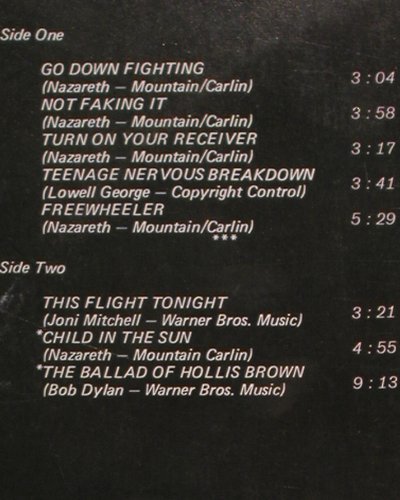 Side One
GO DOWN FIGHTING
(Nazareth — Mountain/Carlin) 3 : 04
NOT FAKING IT
(Nazareth — Mountain/Carlin) 3 : 58
TURN ON YOUR RECEIVER
(Nazareth — Mountain/Carlin) 3 : 17
TEENAGE NERVOUS BREAKDOWN
(Lowell George — Copyright Control) 3 : 41
FREEWHEELER
(Nazareth — Mountain/Carlin) 5 : 29
***
Side Two
THIS FLIGHT TONIGHT
(Joni Mitchell — Warner Bros. Music) 3 : 21
*CHILD IN THE SUN
(Nazareth — Mountain Carlin) 4 : 55
*THE BALLAD OF HOLLIS BROWN
(Bob Dylan — Warner Bros. Music) 9 : 13